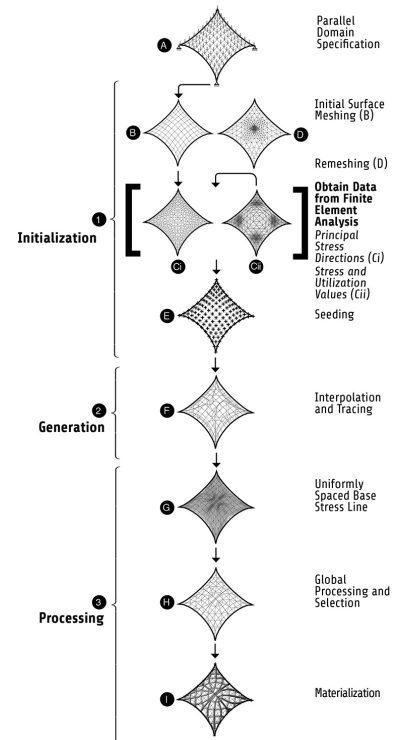 A
Parallel
Domain
Specification
B
D
Initial Surface
Meshing (B)
Remeshing (D)
1
Initialization
Ci
Cii
Obtain Data
from Finite
Element
Analysis
Principal
Stress
Directions (Ci)
Stress and
Utilization
Values (Cii)
E
Seeding
2
Generation
F
Interpolation
and Tracing
G
Uniformly
Spaced Base
Stress Line
3
Processing
H
Global
Processing and
Selection
I
Materialization